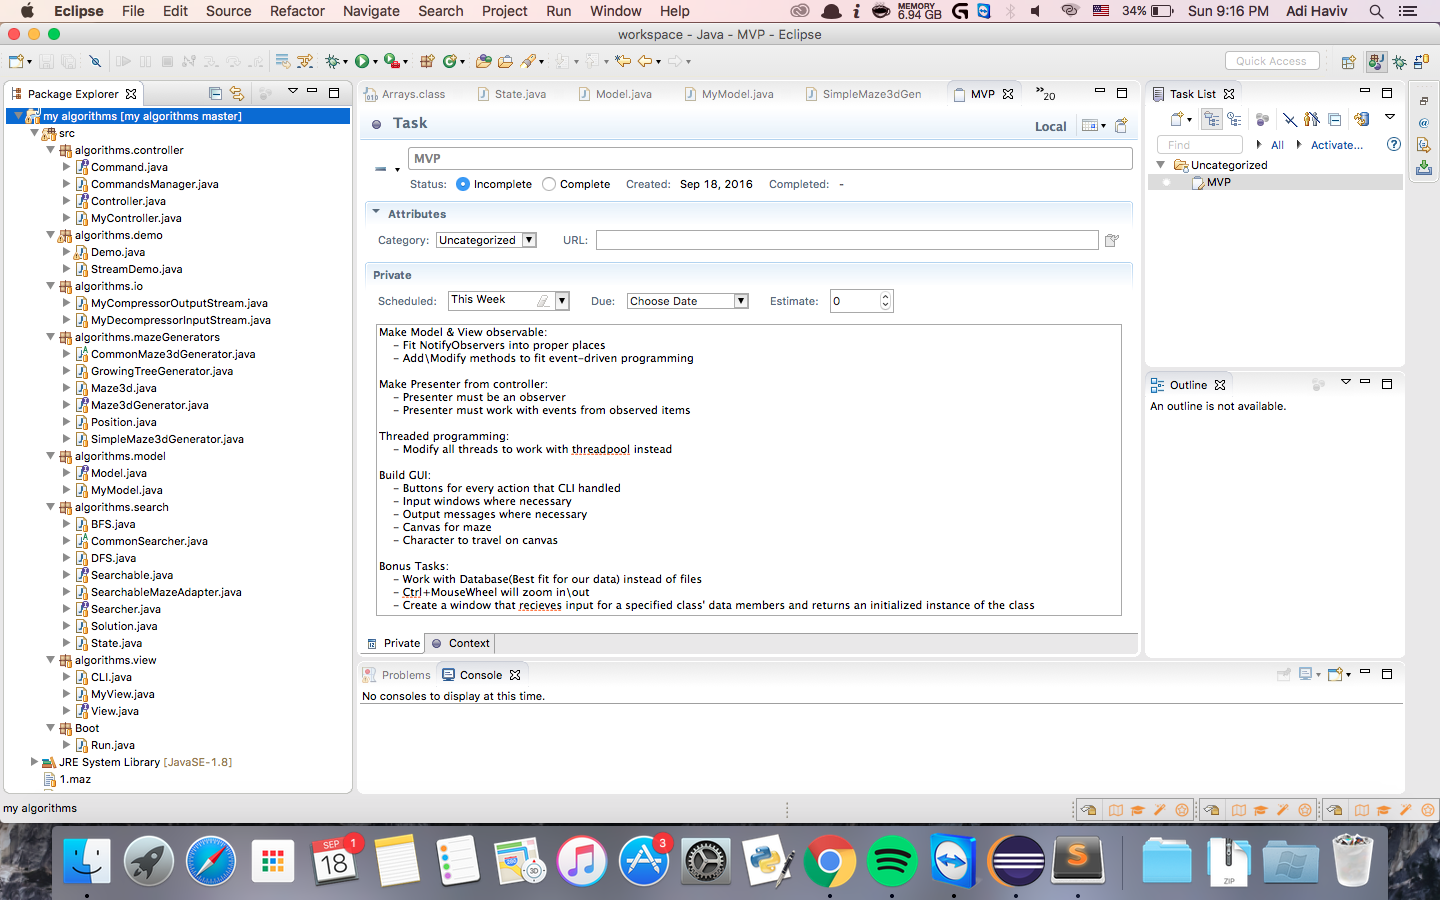 Eclipse File Edit Source Refactor Navigate Search Project Run Window Help MEMORY 6.94 GB 34% Sun 9:16 PM Adi Haviv
workspace - Java - MVP - Eclipse
Quick Access
Package Explorer
my algorithms [my algorithms master]
src
algorithms.controller
Command.java
CommandsManager.java
Controller.java
MyController.java
algorithms.demo
Demo.java
StreamDemo.java
algorithms.io
MyCompressorOutputStream.java
MyDecompressorInputStream.java
algorithms.mazeGenerators
CommonMaze3dGenerator.java
GrowingTreeGenerator.java
Maze3d.java
Maze3dGenerator.java
Position.java
SimpleMaze3dGenerator.java
algorithms.model
Model.java
MyModel.java
algorithms.search
BFS.java
CommonSearcher.java
DFS.java
Searchable.java
SearchableMazeAdapter.java
Searcher.java
Solution.java
State.java
algorithms.view
CLI.java
MyView.java
View.java
Boot
Run.java
JRE System Library [JavaSE-1.8]
1.maz
Arrays.class State.java Model.java MyModel.java SimpleMaze3dGen MVP »20
Task
Local
MVP
Status: Incomplete Complete Created: Sep 18, 2016 Completed: -
Attributes
Category: Uncategorized URL:
Private
Scheduled: This Week Due: Choose Date Estimate: 0
Make Model & View observable:
- Fit NotifyObservers into proper places
- Add\Modify methods to fit event-driven programming
Make Presenter from controller:
- Presenter must be an observer
- Presenter must work with events from observed items
Threaded programming:
- Modify all threads to work with threadpool instead
Build GUI:
- Buttons for every action that CLI handled
- Input windows where necessary
- Output messages where necessary
- Canvas for maze
- Character to travel on canvas
Bonus Tasks:
- Work with Database(Best fit for our data) instead of files
- Ctrl+MouseWheel will zoom in\out
- Create a window that recieves input for a specified class' data members and returns an initialized instance of the class
Private Context
Problems Console
No consoles to display at this time.
Task List
Find All Activate...
Uncategorized
MVP
Outline
An outline is not available.
my algorithms
SEP 18
1
3
280
3D
ZIP